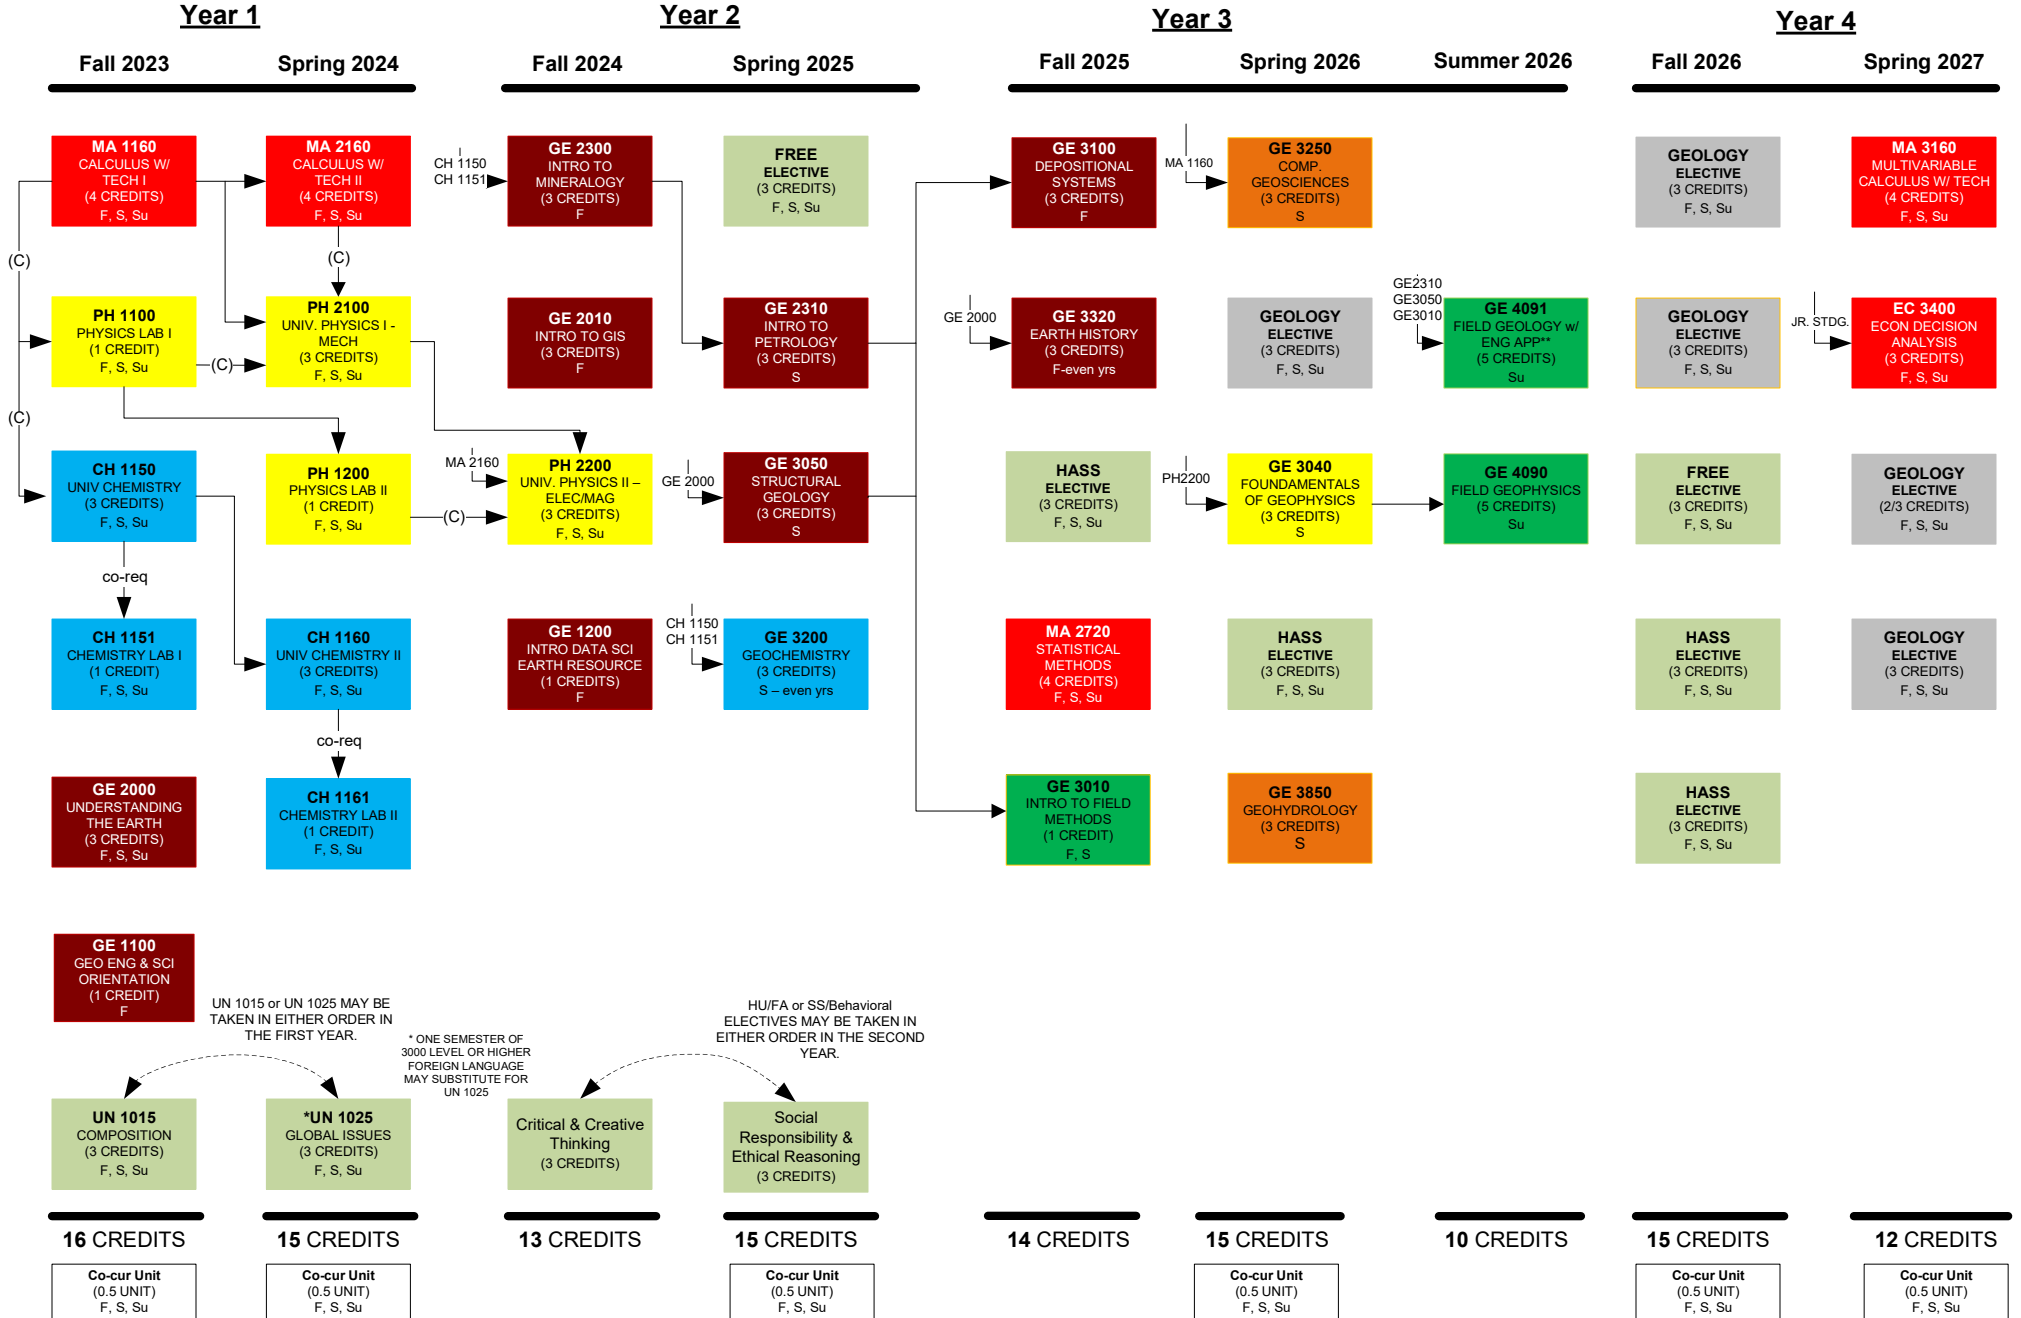 Year 1
Fall 2023
Spring 2024
MA 1160
CALCULUS W/
TECH I
(4 CREDITS)
F, S, Su
MA 2160
CALCULUS W/
TECH II
(4 CREDITS)
F, S, Su
(C)
(C)
PH 1100
PHYSICS LAB I
(1 CREDIT)
F, S, Su
(C)
PH 2100
UNIV. PHYSICS I -
MECH
(3 CREDITS)
F, S, Su
(C)
CH 1150
UNIV CHEMISTRY
(3 CREDITS)
F, S, Su
PH 1200
PHYSICS LAB II
(1 CREDIT)
F, S, Su
(C)
co-req
CH 1151
CHEMISTRY LAB I
(1 CREDIT)
F, S, Su
CH 1160
UNIV CHEMISTRY II
(3 CREDITS)
F, S, Su
co-req
GE 2000
UNDERSTANDING
THE EARTH
(3 CREDITS)
F, S, Su
CH 1161
CHEMISTRY LAB II
(1 CREDIT)
F, S, Su
GE 1100
GEO ENG & SCI
ORIENTATION
(1 CREDIT)
F
UN 1015 or UN 1025 MAY BE
TAKEN IN EITHER ORDER IN
THE FIRST YEAR.
* ONE SEMESTER OF
3000 LEVEL OR HIGHER
FOREIGN LANGUAGE
MAY SUBSTITUTE FOR
UN 1025
UN 1015
COMPOSITION
(3 CREDITS)
F, S, Su
*UN 1025
GLOBAL ISSUES
(3 CREDITS)
F, S, Su
16 CREDITS
15 CREDITS
Co-cur Unit
(0.5 UNIT)
F, S, Su
Co-cur Unit
(0.5 UNIT)
F, S, Su
Year 2
Fall 2024
Spring 2025
CH 1150
CH 1151
GE 2300
INTRO TO
MINERALOGY
(3 CREDITS)
F
FREE
ELECTIVE
(3 CREDITS)
F, S, Su
GE 2010
INTRO TO GIS
(3 CREDITS)
F
GE 2310
INTRO TO
PETROLOGY
(3 CREDITS)
S
MA 2160
PH 2200
UNIV. PHYSICS II –
ELEC/MAG
(3 CREDITS)
F, S, Su
GE 2000
GE 3050
STRUCTURAL
GEOLOGY
(3 CREDITS)
S
GE 1200
INTRO DATA SCI
EARTH RESOURCE
(1 CREDITS)
F
CH 1150
CH 1151
GE 3200
GEOCHEMISTRY
(3 CREDITS)
S – even yrs
HU/FA or SS/Behavioral
ELECTIVES MAY BE TAKEN IN
EITHER ORDER IN THE SECOND
YEAR.
Critical & Creative
Thinking
(3 CREDITS)
Social
Responsibility &
Ethical Reasoning
(3 CREDITS)
13 CREDITS
15 CREDITS
Co-cur Unit
(0.5 UNIT)
F, S, Su
Year 3
Fall 2025
Spring 2026
Summer 2026
GE 3100
DEPOSITIONAL
SYSTEMS
(3 CREDITS)
F
MA 1160
GE 3250
COMP.
GEOSCIENCES
(3 CREDITS)
S
GE 2000
GE 3320
EARTH HISTORY
(3 CREDITS)
F-even yrs
GEOLOGY
ELECTIVE
(3 CREDITS)
F, S, Su
GE2310
GE3050
GE3010
GE 4091
FIELD GEOLOGY w/
ENG APP**
(5 CREDITS)
Su
HASS
ELECTIVE
(3 CREDITS)
F, S, Su
PH2200
GE 3040
FOUNDAMENTALS
OF GEOPHYSICS
(3 CREDITS)
S
GE 4090
FIELD GEOPHYSICS
(5 CREDITS)
Su
MA 2720
STATISTICAL
METHODS
(4 CREDITS)
F, S, Su
HASS
ELECTIVE
(3 CREDITS)
F, S, Su
GE 3010
INTRO TO FIELD
METHODS
(1 CREDIT)
F, S
GE 3850
GEOHYDROLOGY
(3 CREDITS)
S
14 CREDITS
15 CREDITS
10 CREDITS
Co-cur Unit
(0.5 UNIT)
F, S, Su
Year 4
Fall 2026
Spring 2027
GEOLOGY
ELECTIVE
(3 CREDITS)
F, S, Su
MA 3160
MULTIVARIABLE
CALCULUS W/ TECH
(4 CREDITS)
F, S, Su
GEOLOGY
ELECTIVE
(3 CREDITS)
F, S, Su
JR. STDG.
EC 3400
ECON DECISION
ANALYSIS
(3 CREDITS)
F, S, Su
FREE
ELECTIVE
(3 CREDITS)
F, S, Su
GEOLOGY
ELECTIVE
(2/3 CREDITS)
F, S, Su
HASS
ELECTIVE
(3 CREDITS)
F, S, Su
GEOLOGY
ELECTIVE
(3 CREDITS)
F, S, Su
HASS
ELECTIVE
(3 CREDITS)
F, S, Su
15 CREDITS
12 CREDITS
Co-cur Unit
(0.5 UNIT)
F, S, Su
Co-cur Unit
(0.5 UNIT)
F, S, Su